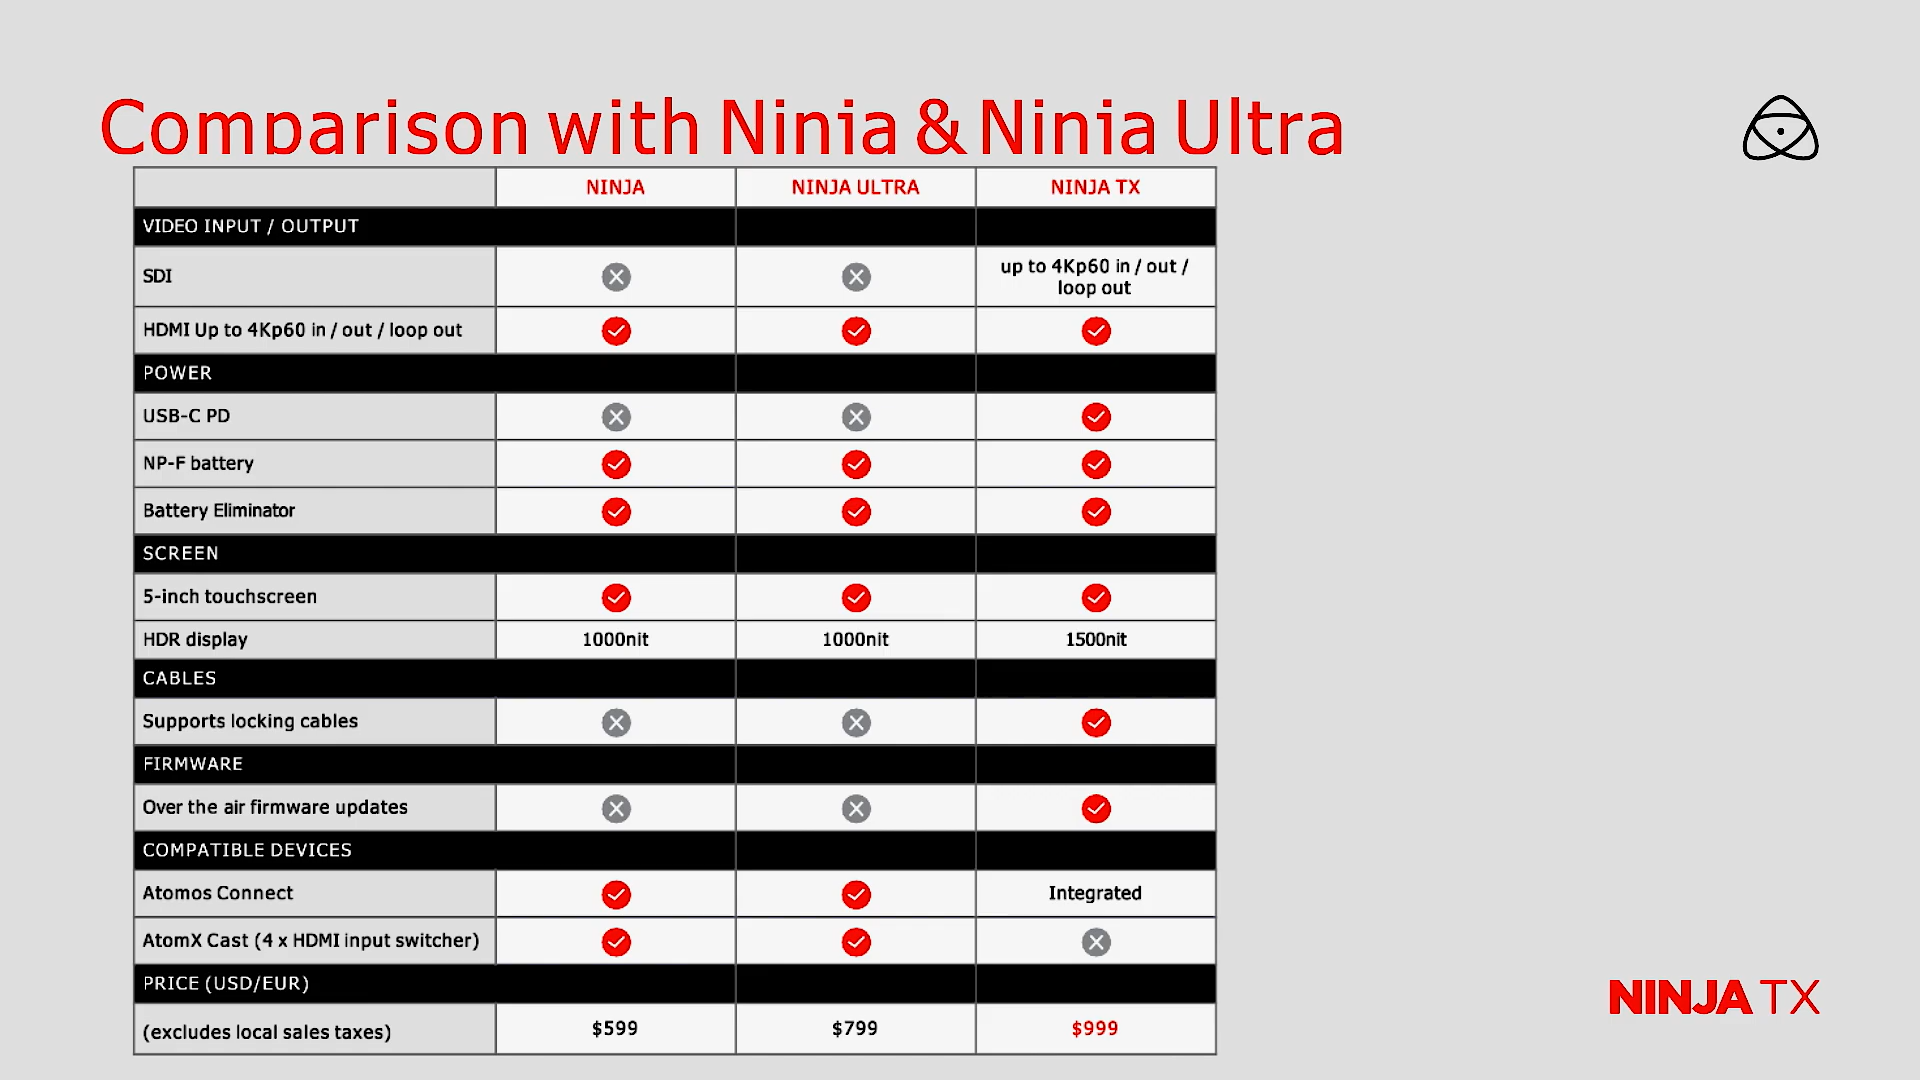 Comparison with Ninja & Ninja Ultra
NINJA NINJA ULTRA NINJA TX
VIDEO INPUT / OUTPUT
SDI up to 4Kp60 in / out /
loop out
HDMI Up to 4Kp60 in / out / loop out
POWER
USB-C PD
NP-F battery
Battery Eliminator
SCREEN
5-inch touchscreen
HDR display 1000nit 1000nit 1500nit
CABLES
Supports locking cables
FIRMWARE
Over the air firmware updates
COMPATIBLE DEVICES
Atomos Connect Integrated
AtomX Cast (4 x HDMI input switcher)
PRICE (USD/EUR)
(excludes local sales taxes) $599 $799 $999
NINJA TX